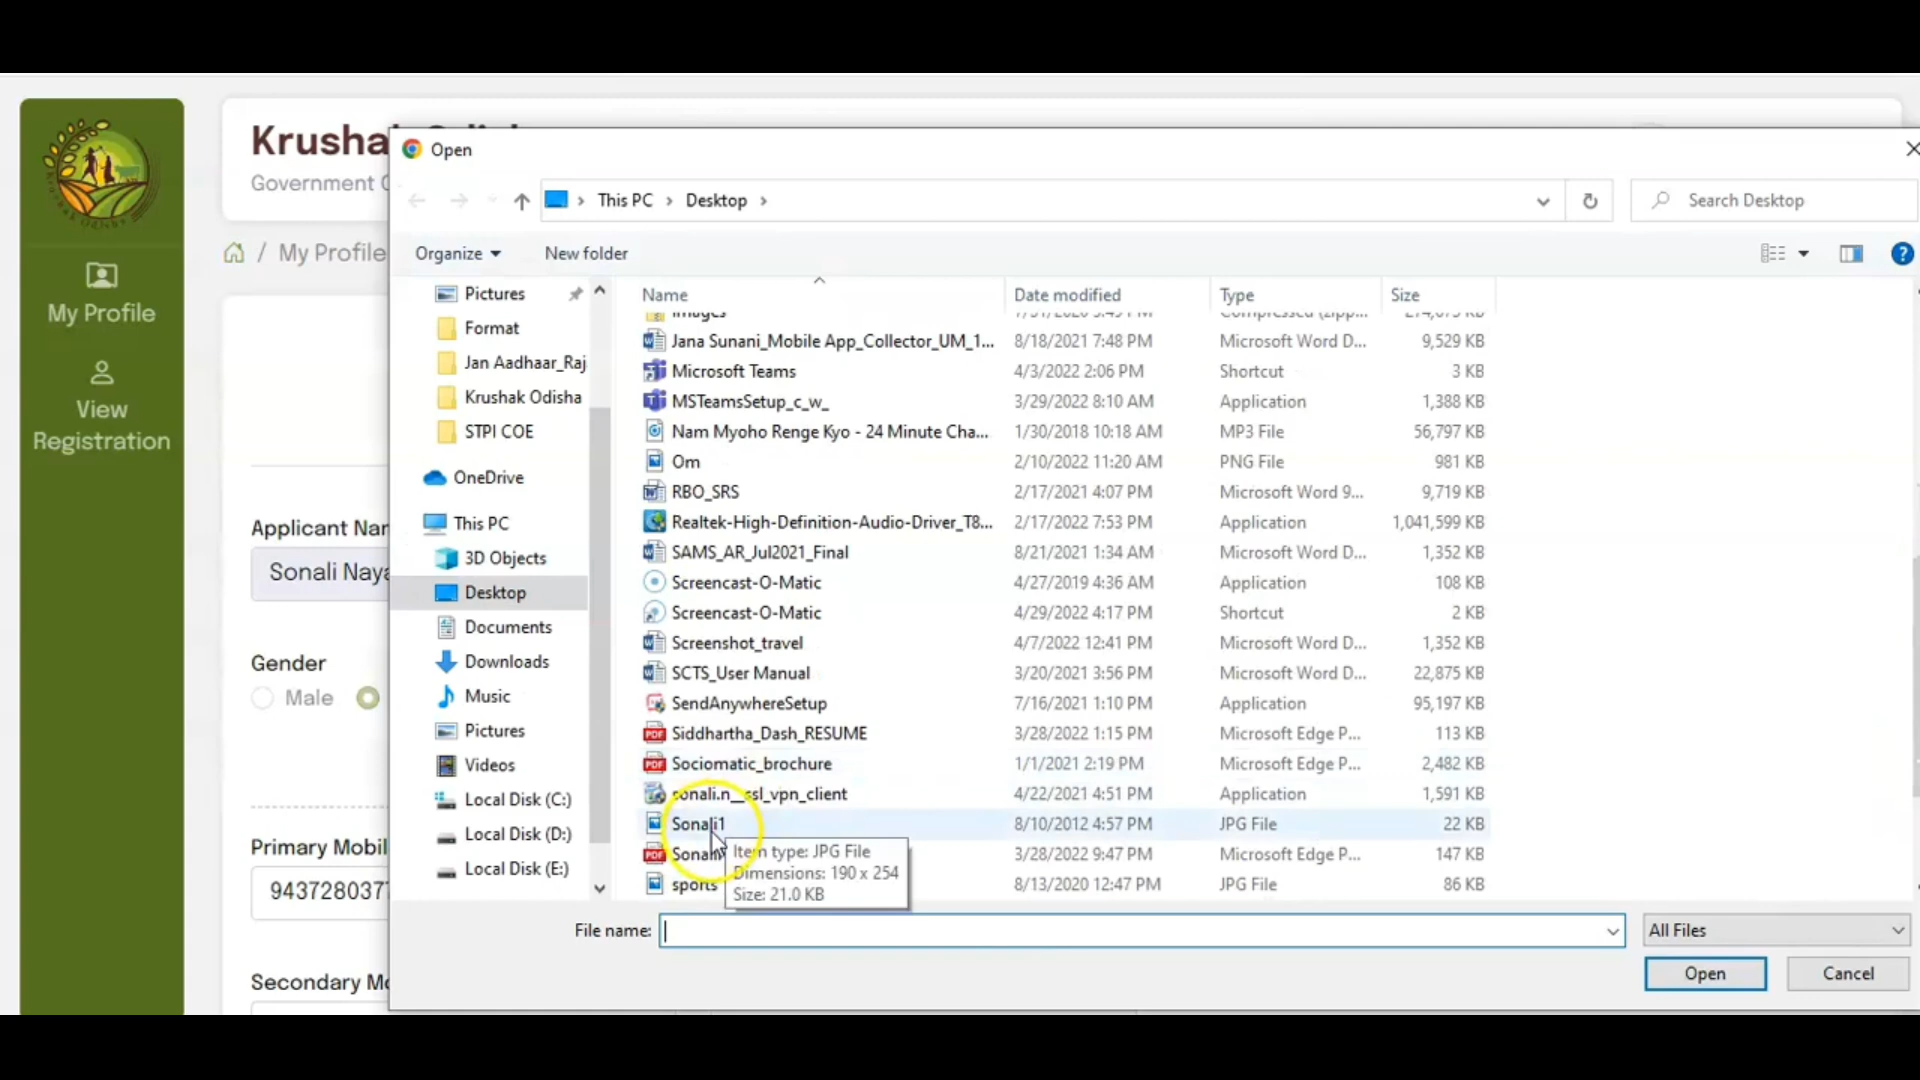 Krushak
Government
My Profile
View
Registration
/ My Profile
Applicant
Sonali
Gender
Male
Primary
9437280377
Secondary
Open
This PC > Desktop >
Search Desktop
Organize
New folder
Pictures
Format
Jan Aadhaar_Raj
Krushak Odisha
STPI COE
OneDrive
This PC
3D Objects
Desktop
Documents
Downloads
Music
Pictures
Videos
Local Disk (C:)
Local Disk (D:)
Local Disk (E:)
Name Date modified Type Size
Jana Sunani_Mobile App_Collector_UM_1... 8/18/2021 7:48 PM Microsoft Word D... 9,529 KB
Microsoft Teams 4/3/2022 2:06 PM Shortcut 3 KB
MSTeamsSetup_c_w_ 3/29/2022 8:10 AM Application 1,388 KB
Nam Myoho Renge Kyo - 24 Minute Cha... 1/30/2018 10:18 AM MP3 File 56,797 KB
Om 2/10/2022 11:20 AM PNG File 981 KB
RBO_SRS 2/17/2021 4:07 PM Microsoft Word 9... 9,719 KB
Realtek-High-Definition-Audio-Driver_T8... 2/17/2022 7:53 PM Application 1,041,599 KB
SAMS_AR_Jul2021_Final 8/21/2021 1:34 AM Microsoft Word D... 1,352 KB
Screencast-O-Matic 4/27/2019 4:36 AM Application 108 KB
Screencast-O-Matic 4/29/2022 4:17 PM Shortcut 2 KB
Screenshot_travel 4/7/2022 12:41 PM Microsoft Word D... 1,352 KB
SCTS_User Manual 3/20/2021 3:56 PM Microsoft Word D... 22,875 KB
SendAnywhereSetup 7/16/2021 1:10 PM Application 95,197 KB
Siddhartha_Dash_RESUME 3/28/2022 1:15 PM Microsoft Edge P... 113 KB
Sociomatic_brochure 1/1/2021 2:19 PM Microsoft Edge P... 2,482 KB
sonali.n__ssl_vpn_client 4/22/2021 4:51 PM Application 1,591 KB
Sonali1 8/10/2012 4:57 PM JPG File 22 KB
3/28/2022 9:47 PM Microsoft Edge P... 147 KB
sports 8/13/2020 12:47 PM JPG File 86 KB
Item type: JPG File
Dimensions: 190 x 254
Size: 21.0 KB
File name:
All Files
Open
Cancel